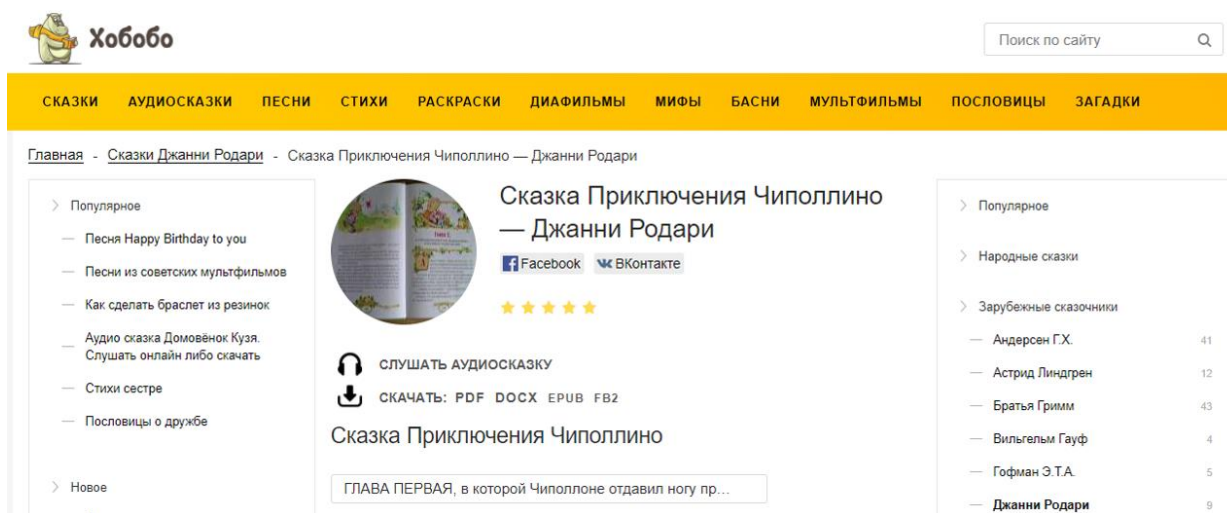 Хобобо
Поиск по сайту
СКАЗКИ АУДИОСКАЗКИ ПЕСНИ СТИХИ РАСКРАСКИ ДИАФИЛЬМЫ МИФЫ БАСНИ МУЛЬТФИЛЬМЫ ПОСЛОВИЦЫ ЗАГАДКИ
Главная - Сказки Джанни Родари - Сказка Приключения Чиполлино — Джанни Родари
Популярное
— Песня Happy Birthday to you
— Песни из советских мультфильмов
— Как сделать браслет из резинок
— Аудио сказка Домовёнок Кузя.
Слушать онлайн либо скачать
— Стихи сестре
— Пословицы о дружбе
Новое
Сказка Приключения Чиполлино
— Джанни Родари
Facebook ВКонтакте
СЛУШАТЬ АУДИОСКАЗКУ
СКАЧАТЬ: PDF DOCX EPUB FB2
Сказка Приключения Чиполлино
ГЛАВА ПЕРВАЯ, в которой Чиполлоне отдавил ногу пр...
Популярное
Народные сказки
Зарубежные сказочники
— Андерсен Г.Х. 41
— Астрид Линдгрен 12
— Братья Гримм 43
— Вильгельм Гауф 4
— Гофман Э.Т.А. 5
— Джанни Родари 9